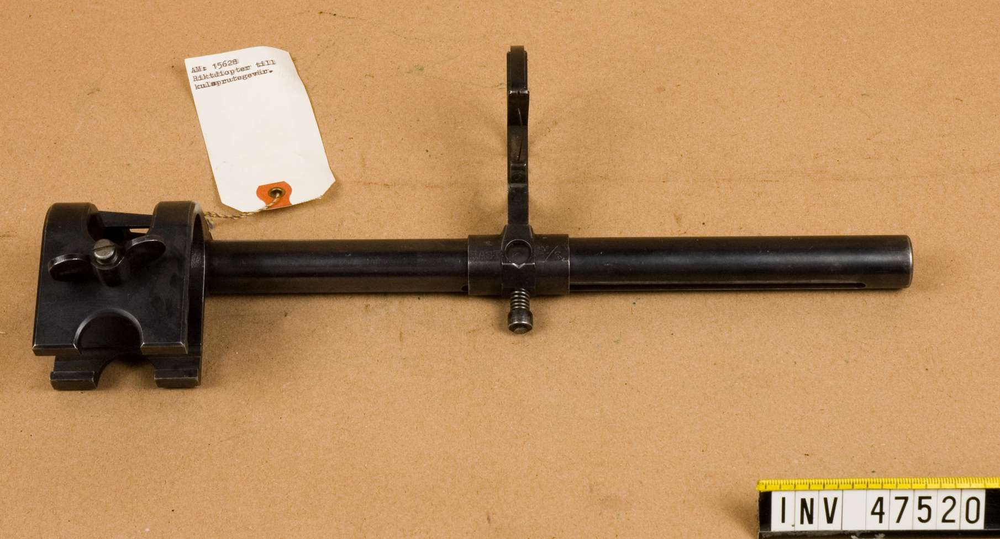 AM: 15628
Riktdiopter till
kulsprutegevär.
INV 47520